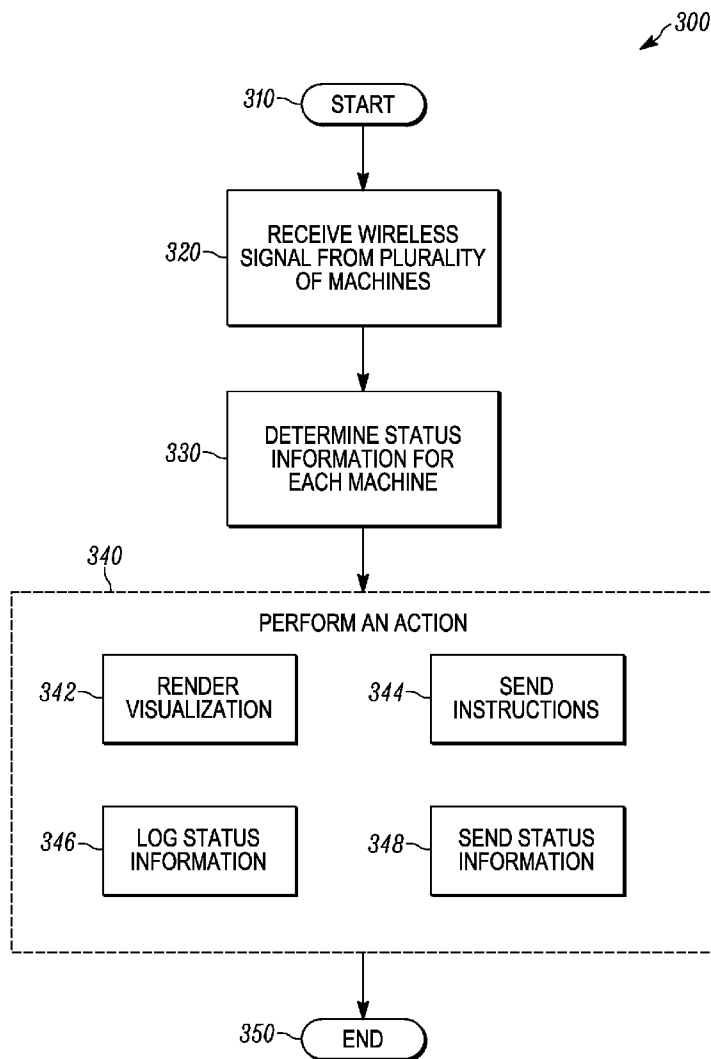 300
310
START
320
RECEIVE WIRELESS
SIGNAL FROM PLURALITY
OF MACHINES
330
DETERMINE STATUS
INFORMATION FOR
EACH MACHINE
340
PERFORM AN ACTION
342
RENDER
VISUALIZATION
344
SEND
INSTRUCTIONS
346
LOG STATUS
INFORMATION
348
SEND STATUS
INFORMATION
350
END